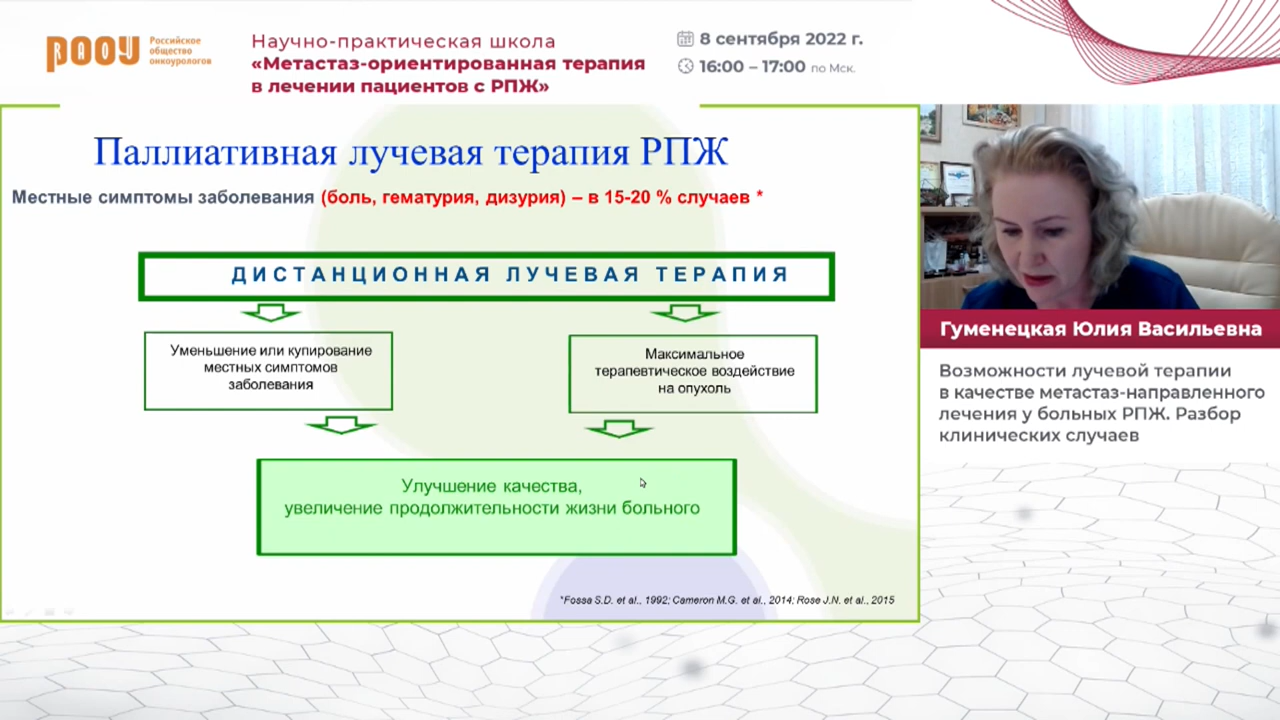 РАОУ
Российское
общество
онкоурологов
Научно-практическая школа
«Метастаз-ориентированная терапия
в лечении пациентов с РПЖ»
8 сентября 2022 г.
16:00 – 17:00 по Мск.
Паллиативная лучевая терапия РПЖ
Местные симптомы заболевания (боль, гематурия, дизурия) – в 15-20 % случаев *
ДИСТАНЦИОННАЯ ЛУЧЕВАЯ ТЕРАПИЯ
Уменьшение или купирование
местных симптомов
заболевания
Максимальное
терапевтическое воздействие
на опухоль
Улучшение качества,
увеличение продолжительности жизни больного
*Fossa S.D. et al., 1992; Cameron M.G. et al., 2014; Rose J.N. et al., 2015
Гуменецкая Юлия Васильевна
Возможности лучевой терапии
в качестве метастаз-направленного
лечения у больных РПЖ. Разбор
клинических случаев